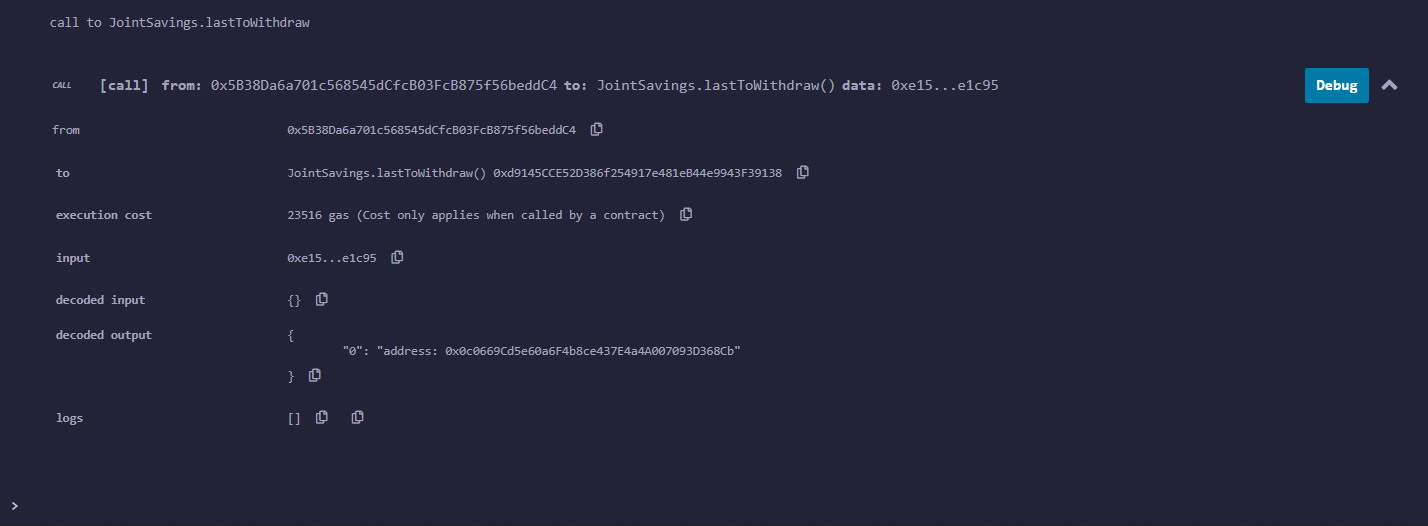 call to JointSavings.lastToWithdraw
CALL [call] from: 0x5B38Da6a701c568545dCfcB03FcB875f56beddC4 to: JointSavings.lastToWithdraw() data: 0xe15...e1c95 Debug
from 0x5B38Da6a701c568545dCfcB03FcB875f56beddC4
to JointSavings.lastToWithdraw() 0xd9145CCE52D386f254917e481eB44e9943F39138
execution cost 23516 gas (Cost only applies when called by a contract)
input 0xe15...e1c95
decoded input {}
decoded output {
"0": "address: 0x0c0669Cd5e60a6F4b8ce437E4a4A007093D368Cb"
}
logs []
>